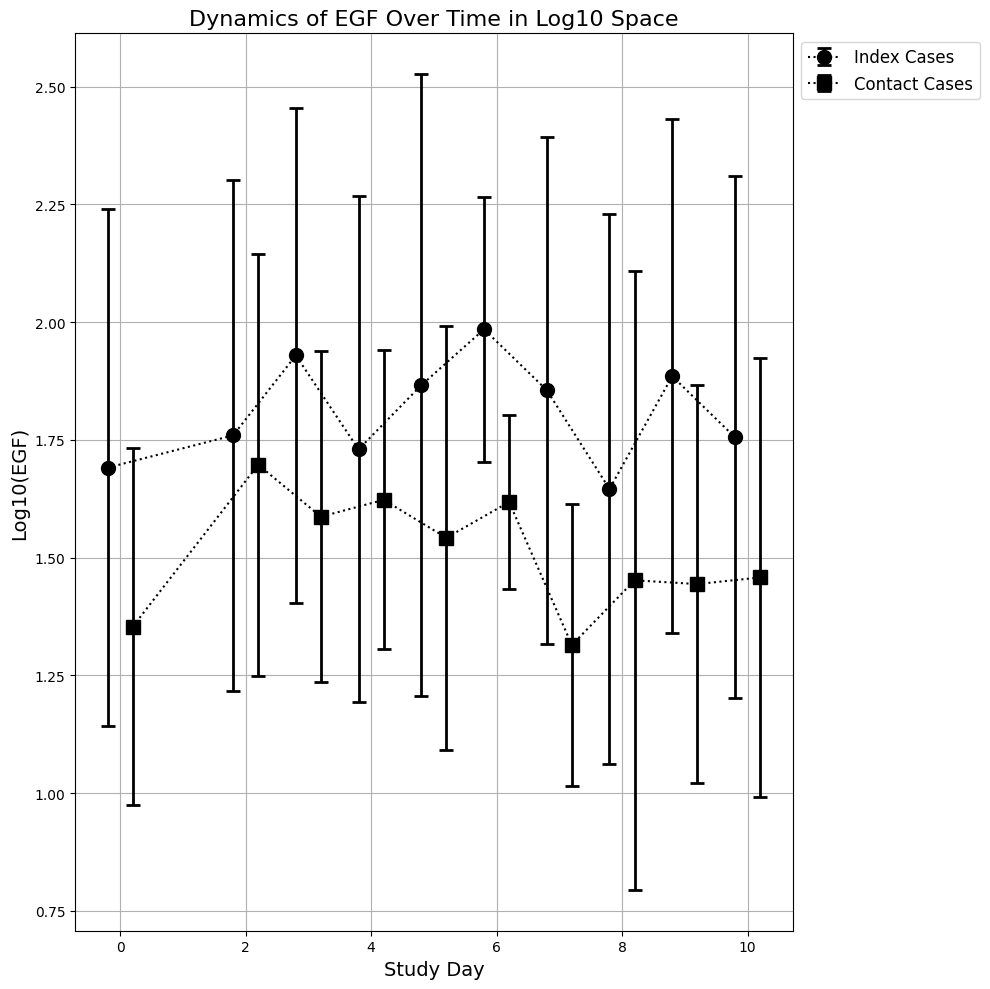 Dynamics of EGF Over Time in Log10 Space
Index Cases
Contact Cases
Log10(EGF)
2.50
2.25
2.00
1.75
1.50
1.25
1.00
0.75
0 2 4 6 8 10
Study Day